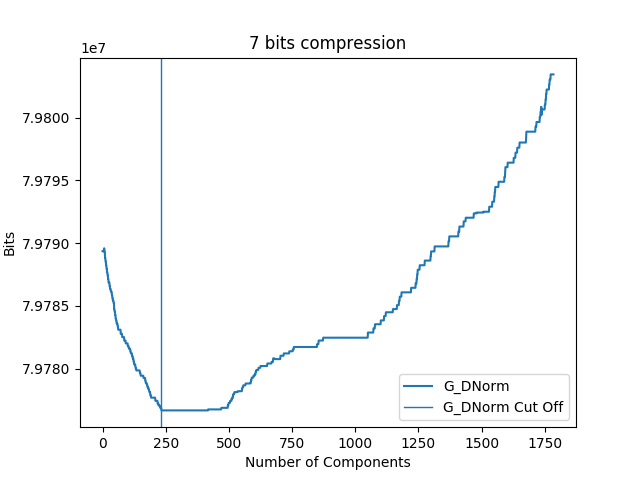 7 bits compression
1e7
7.9800
7.9795
7.9790
7.9785
7.9780
Bits
0 250 500 750 1000 1250 1500 1750
Number of Components
G_DNorm
G_DNorm Cut Off